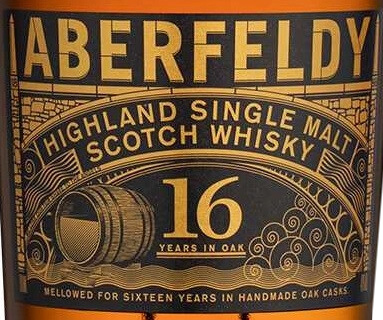 ABERFELDY
HIGHLAND SINGLE MALT
SCOTCH WHISKY
16
YEARS IN OAK
MELLOWED FOR SIXTEEN YEARS IN HANDMADE OAK CASKS.